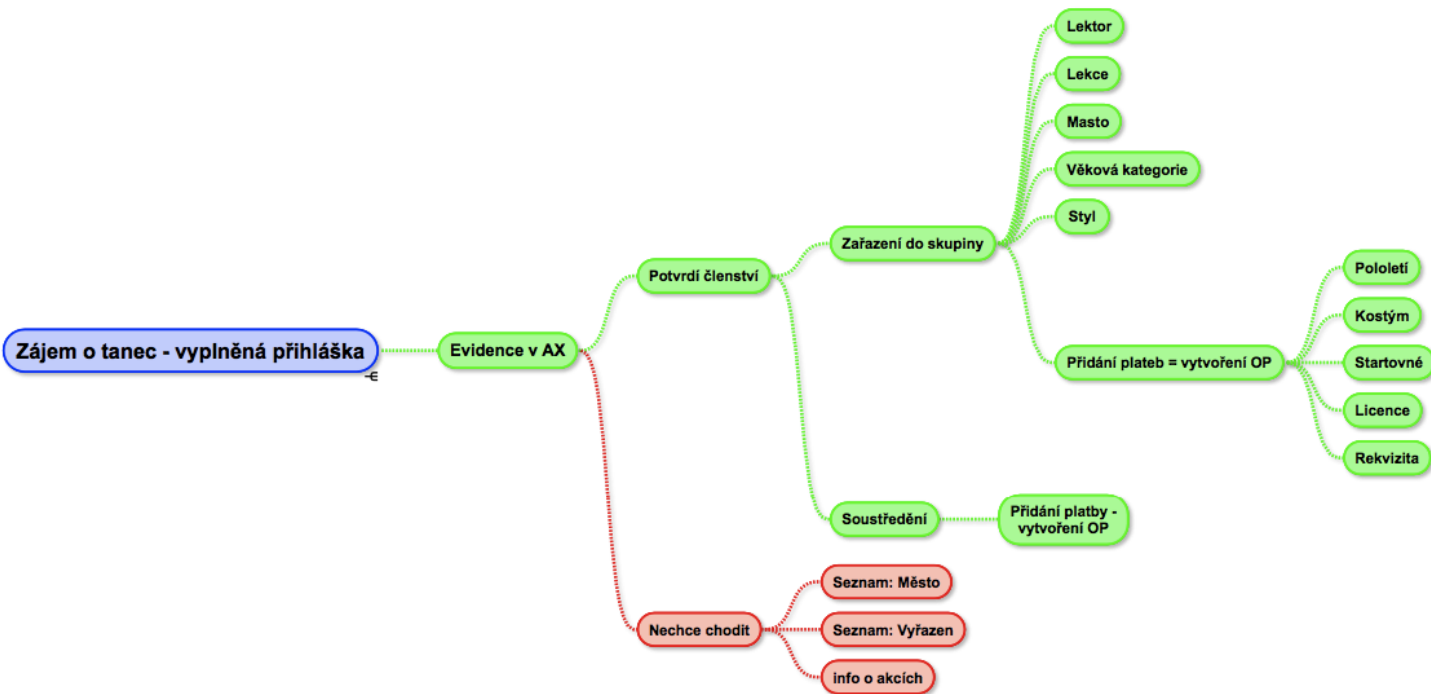 Zájem o tanec - vyplněná přihláška
Evidence v AX
Potvrdí členství
Zařazení do skupiny
Lektor
Lekce
Masto
Věková kategorie
Styl
Přidání plateb = vytvoření OP
Pololetí
Kostým
Startovné
Licence
Rekvizita
Soustředění
Přidání platby -
vytvoření OP
Nechce chodit
Seznam: Město
Seznam: Vyřazen
info o akcích